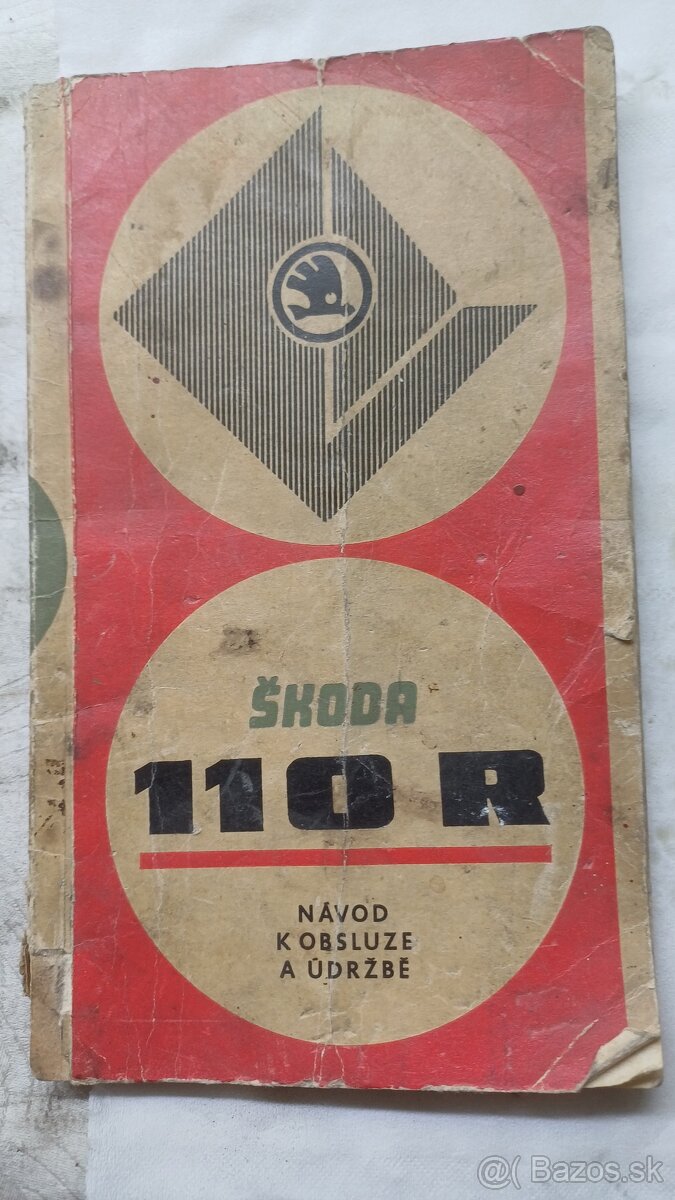 ŠKODA
110 R
NÁVOD
K OBSLUZE
A ÚDRŽBĚ
@ Bazos.sk